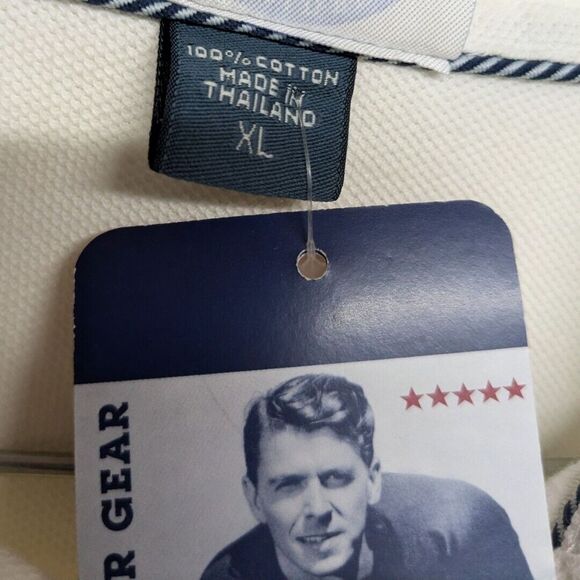 100% COTTON
MADE IN
THAILAND
XL
R GEAR